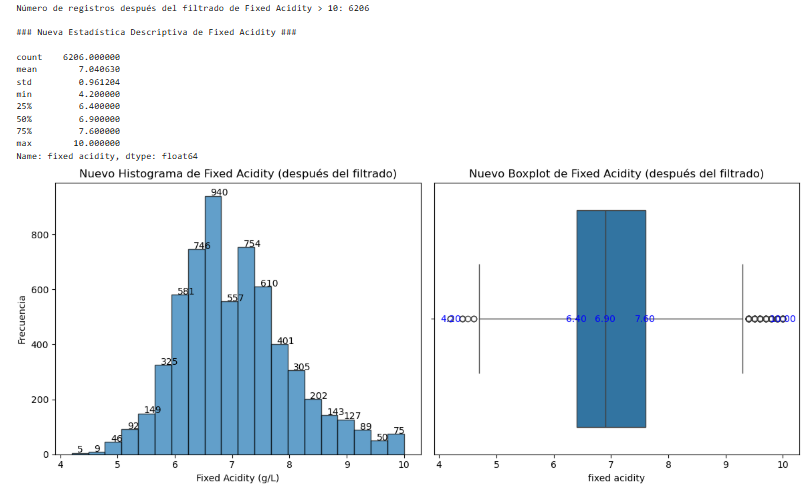 Número de registros después del filtrado de Fixed Acidity > 10: 6206
### Nueva Estadística Descriptiva de Fixed Acidity ###
count 6206.000000
mean 7.040630
std 0.961204
min 4.200000
25% 6.400000
50% 6.900000
75% 7.600000
max 10.000000
Name: fixed acidity, dtype: float64
Nuevo Histograma de Fixed Acidity (después del filtrado)
940
800
746
754
600
581
557
610
400
325
401
305
200
202
149
143
127
92
89
75
46
50
5
9
0
Frecuencia
4 5 6 7 8 9 10
Fixed Acidity (g/L)
Nuevo Boxplot de Fixed Acidity (después del filtrado)
4.20 6.40 6.90 7.60 10.00
4 5 6 7 8 9 10
fixed acidity